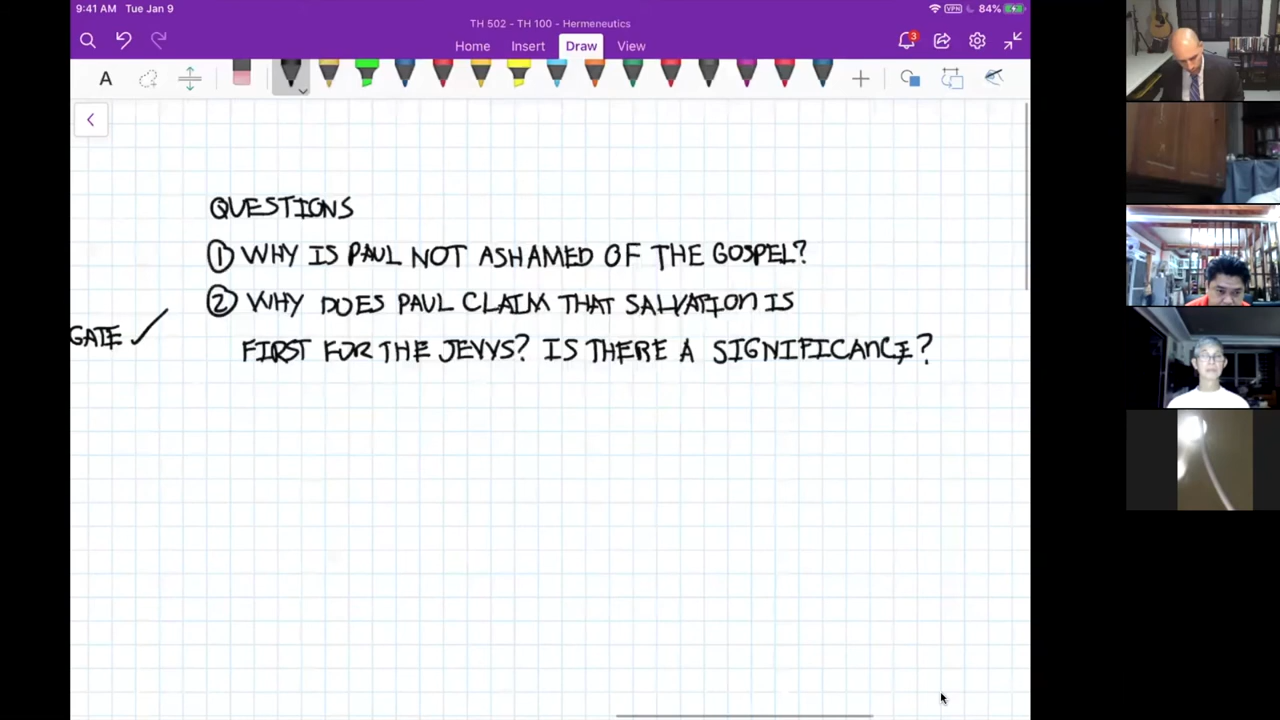 9:41 AM Tue Jan 9
VPN 84%
TH 502 - TH 100 - Hermeneutics
Home Insert Draw View
3
A
QUESTIONS
① WHY IS PAUL NOT ASHAMED OF THE GOSPEL?
② WHY DOES PAUL CLAIM THAT SALVATION IS
GATE ✓
FIRST FOR THE JEWS? IS THERE A SIGNIFICANCE?